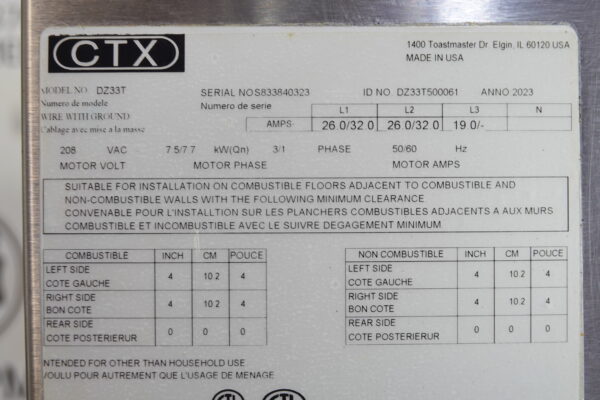 CTX
1400 Toastmaster Dr. Elgin, IL 60120 USA
MADE IN USA
MODEL NO. DZ33T SERIAL NO S833840323 ID NO. DZ33T500061 ANNO 2023
Numero de modele Numero de serie
WIRE WITH GROUND
Cablage avec mise a la masse
L1 L2 L3 N
AMPS 26.0/32.0 26.0/32.0 19.0/-
208 VAC 7.5/7.7 kW(Qn) 3/1 PHASE 50/60 Hz
MOTOR VOLT MOTOR PHASE MOTOR AMPS
SUITABLE FOR INSTALLATION ON COMBUSTIBLE FLOORS ADJACENT TO COMBUSTIBLE AND
NON-COMBUSTIBLE WALLS WITH THE FOLLOWING MINIMUM CLEARANCE
CONVENABLE POUR L'INSTALLTION SUR LES PLANCHERS COMBUSTIBLES ADJACENTS A AUX MURS
COMBUSTIBLE ET INCOMBUSTIBLE AVEC LE SUIVRE DEGAGEMENT MINIMUM
COMBUSTIBLE INCH CM POUCE
LEFT SIDE
COTE GAUCHE 4 10.2 4
RIGHT SIDE
BON COTE 4 10.2 4
REAR SIDE
COTE POSTERIERUR 0 0 0
NON COMBUSTIBLE INCH CM POUCE
LEFT SIDE
COTE GAUCHE 4 10.2 4
RIGHT SIDE
BON COTE 4 10.2 4
REAR SIDE
COTE POSTERIERUR 0 0 0
INTENDED FOR OTHER THAN HOUSEHOLD USE
VOULU POUR AUTREMENT QUE L'USAGE DE MENAGE